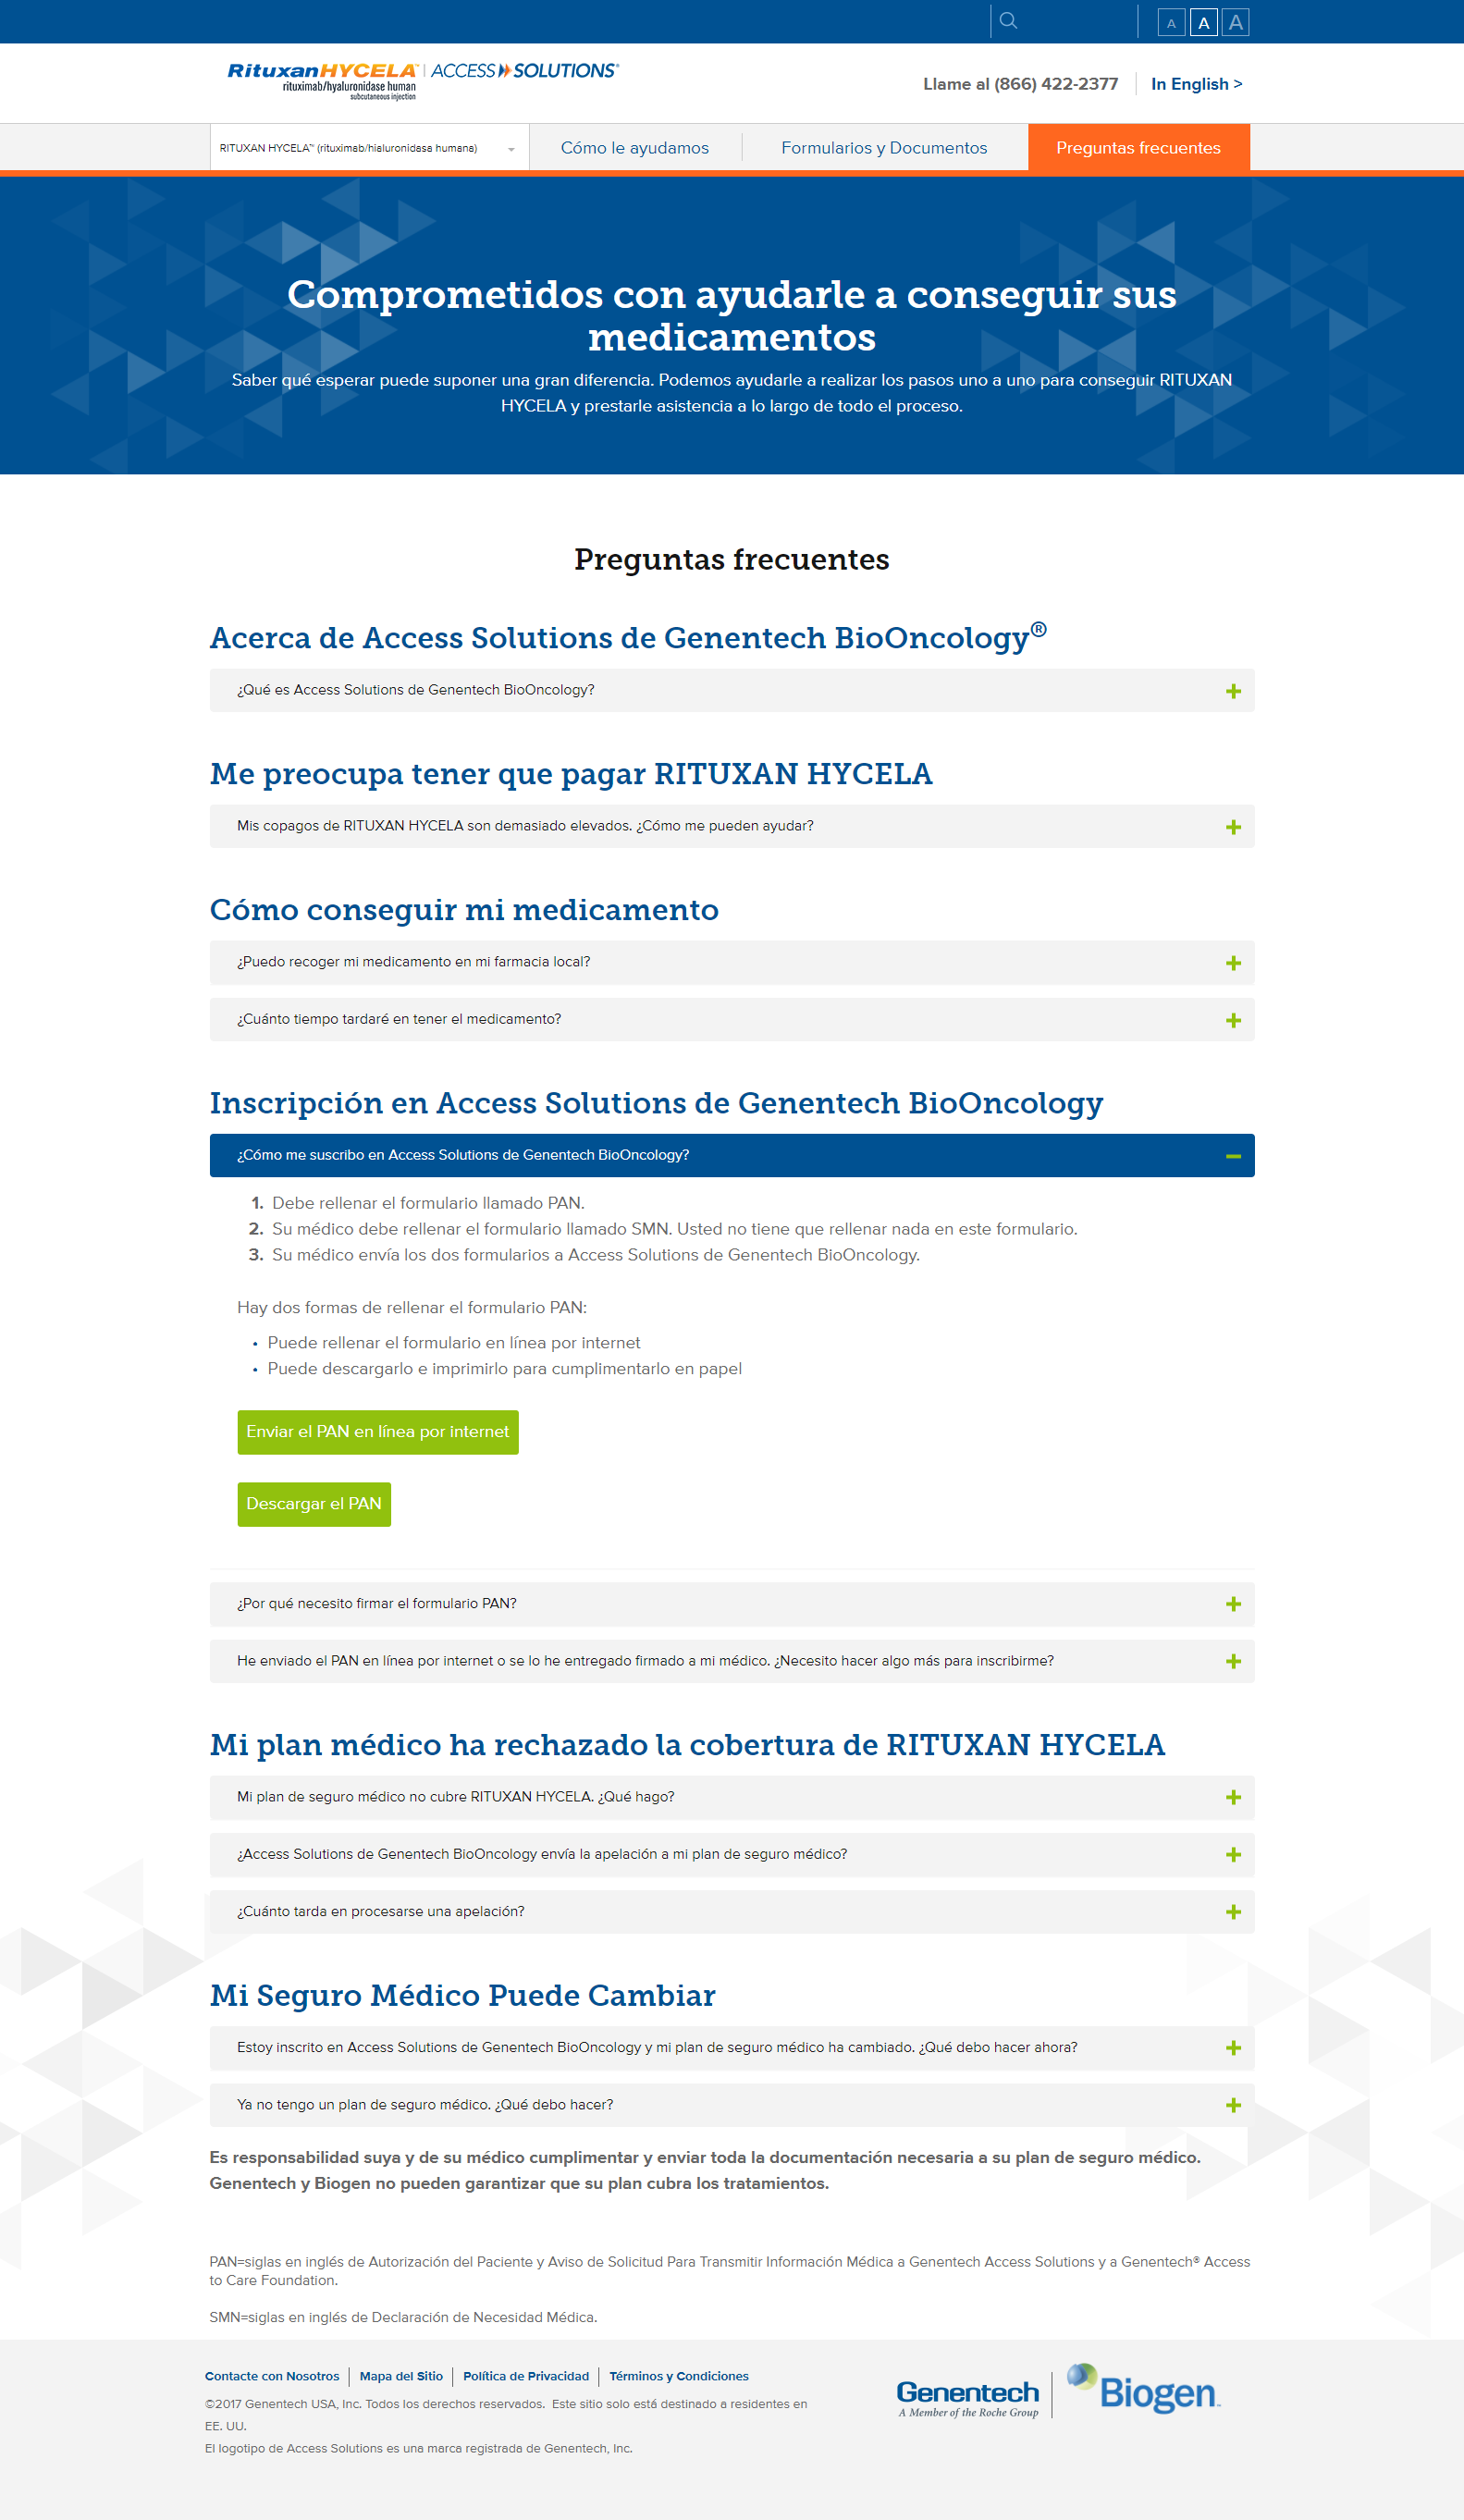 A A A
RituxanHYCELA™ | ACCESS SOLUTIONS®
rituximab/hyaluronidase human
subcutaneous injection
Llame al (866) 422-2377
In English >
RITUXAN HYCELA™ (rituximab/hialuronidasa humana)
Cómo le ayudamos
Formularios y Documentos
Preguntas frecuentes
Comprometidos con ayudarle a conseguir sus
medicamentos
Saber qué esperar puede suponer una gran diferencia. Podemos ayudarle a realizar los pasos uno a uno para conseguir RITUXAN
HYCELA y prestarle asistencia a lo largo de todo el proceso.
Preguntas frecuentes
Acerca de Access Solutions de Genentech BioOncology®
¿Qué es Access Solutions de Genentech BioOncology?
Me preocupa tener que pagar RITUXAN HYCELA
Mis copagos de RITUXAN HYCELA son demasiado elevados. ¿Cómo me pueden ayudar?
Cómo conseguir mi medicamento
¿Puedo recoger mi medicamento en mi farmacia local?
¿Cuánto tiempo tardaré en tener el medicamento?
Inscripción en Access Solutions de Genentech BioOncology
¿Cómo me suscribo en Access Solutions de Genentech BioOncology?
1. Debe rellenar el formulario llamado PAN.
2. Su médico debe rellenar el formulario llamado SMN. Usted no tiene que rellenar nada en este formulario.
3. Su médico envía los dos formularios a Access Solutions de Genentech BioOncology.
Hay dos formas de rellenar el formulario PAN:
• Puede rellenar el formulario en línea por internet
• Puede descargarlo e imprimirlo para cumplimentarlo en papel
Enviar el PAN en línea por internet
Descargar el PAN
¿Por qué necesito firmar el formulario PAN?
He enviado el PAN en línea por internet o se lo he entregado firmado a mi médico. ¿Necesito hacer algo más para inscribirme?
Mi plan médico ha rechazado la cobertura de RITUXAN HYCELA
Mi plan de seguro médico no cubre RITUXAN HYCELA. ¿Qué hago?
¿Access Solutions de Genentech BioOncology envía la apelación a mi plan de seguro médico?
¿Cuánto tarda en procesarse una apelación?
Mi Seguro Médico Puede Cambiar
Estoy inscrito en Access Solutions de Genentech BioOncology y mi plan de seguro médico ha cambiado. ¿Qué debo hacer ahora?
Ya no tengo un plan de seguro médico. ¿Qué debo hacer?
Es responsabilidad suya y de su médico cumplimentar y enviar toda la documentación necesaria a su plan de seguro médico.
Genentech y Biogen no pueden garantizar que su plan cubra los tratamientos.
PAN=siglas en inglés de Autorización del Paciente y Aviso de Solicitud Para Transmitir Información Médica a Genentech Access Solutions y a Genentech® Access
to Care Foundation.
SMN=siglas en inglés de Declaración de Necesidad Médica.
Contacte con Nosotros | Mapa del Sitio | Política de Privacidad | Términos y Condiciones
©2017 Genentech USA, Inc. Todos los derechos reservados. Este sitio solo está destinado a residentes en
EE. UU.
El logotipo de Access Solutions es una marca registrada de Genentech, Inc.
Genentech
A Member of the Roche Group
Biogen™